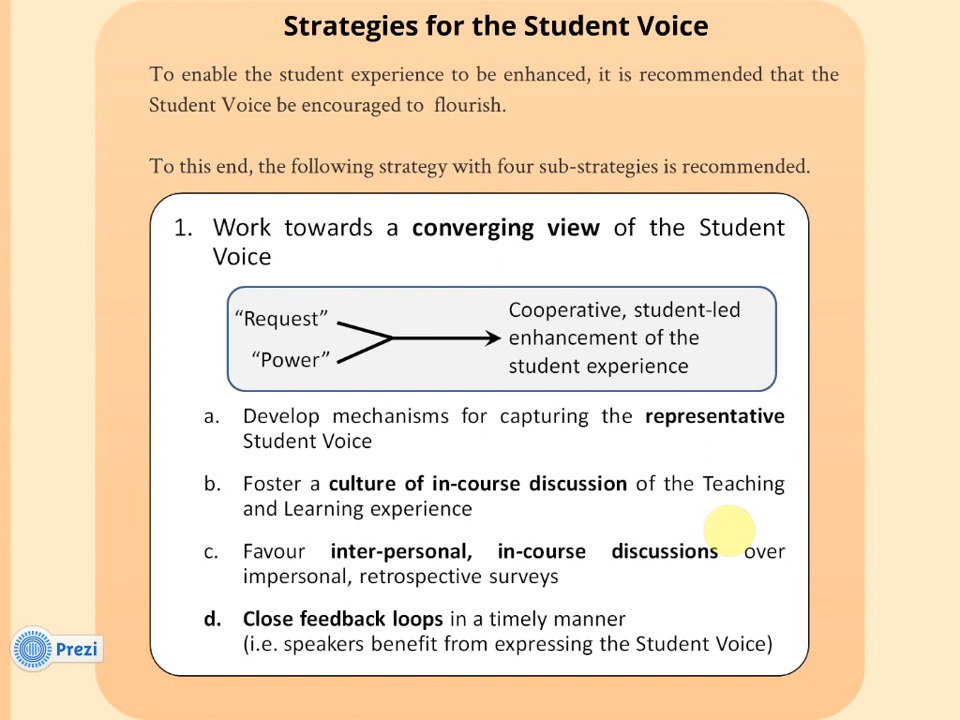 Strategies for the Student Voice
To enable the student experience to be enhanced, it is recommended that the
Student Voice be encouraged to flourish.
To this end, the following strategy with four sub-strategies is recommended.
1. Work towards a converging view of the Student
Voice
“Request”
“Power”
Cooperative, student-led
enhancement of the
student experience
a. Develop mechanisms for capturing the representative
Student Voice
b. Foster a culture of in-course discussion of the Teaching
and Learning experience
c. Favour inter-personal, in-course discussions over
impersonal, retrospective surveys
d. Close feedback loops in a timely manner
(i.e. speakers benefit from expressing the Student Voice)
Prezi